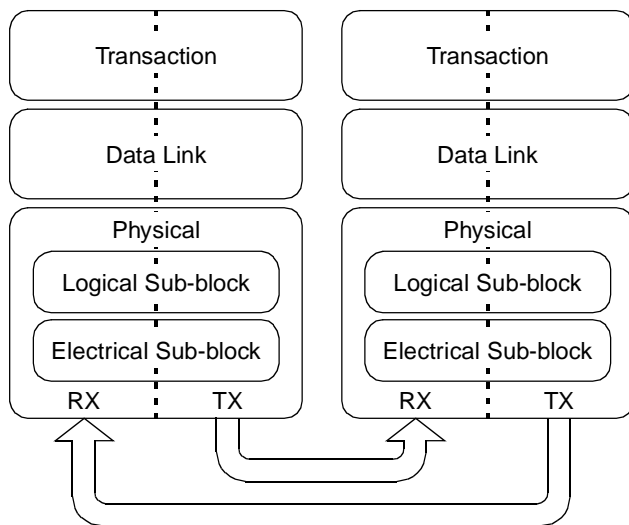 Transaction
Data Link
Physical
Logical Sub-block
Electrical Sub-block
RX TX
Transaction
Data Link
Physical
Logical Sub-block
Electrical Sub-block
RX TX